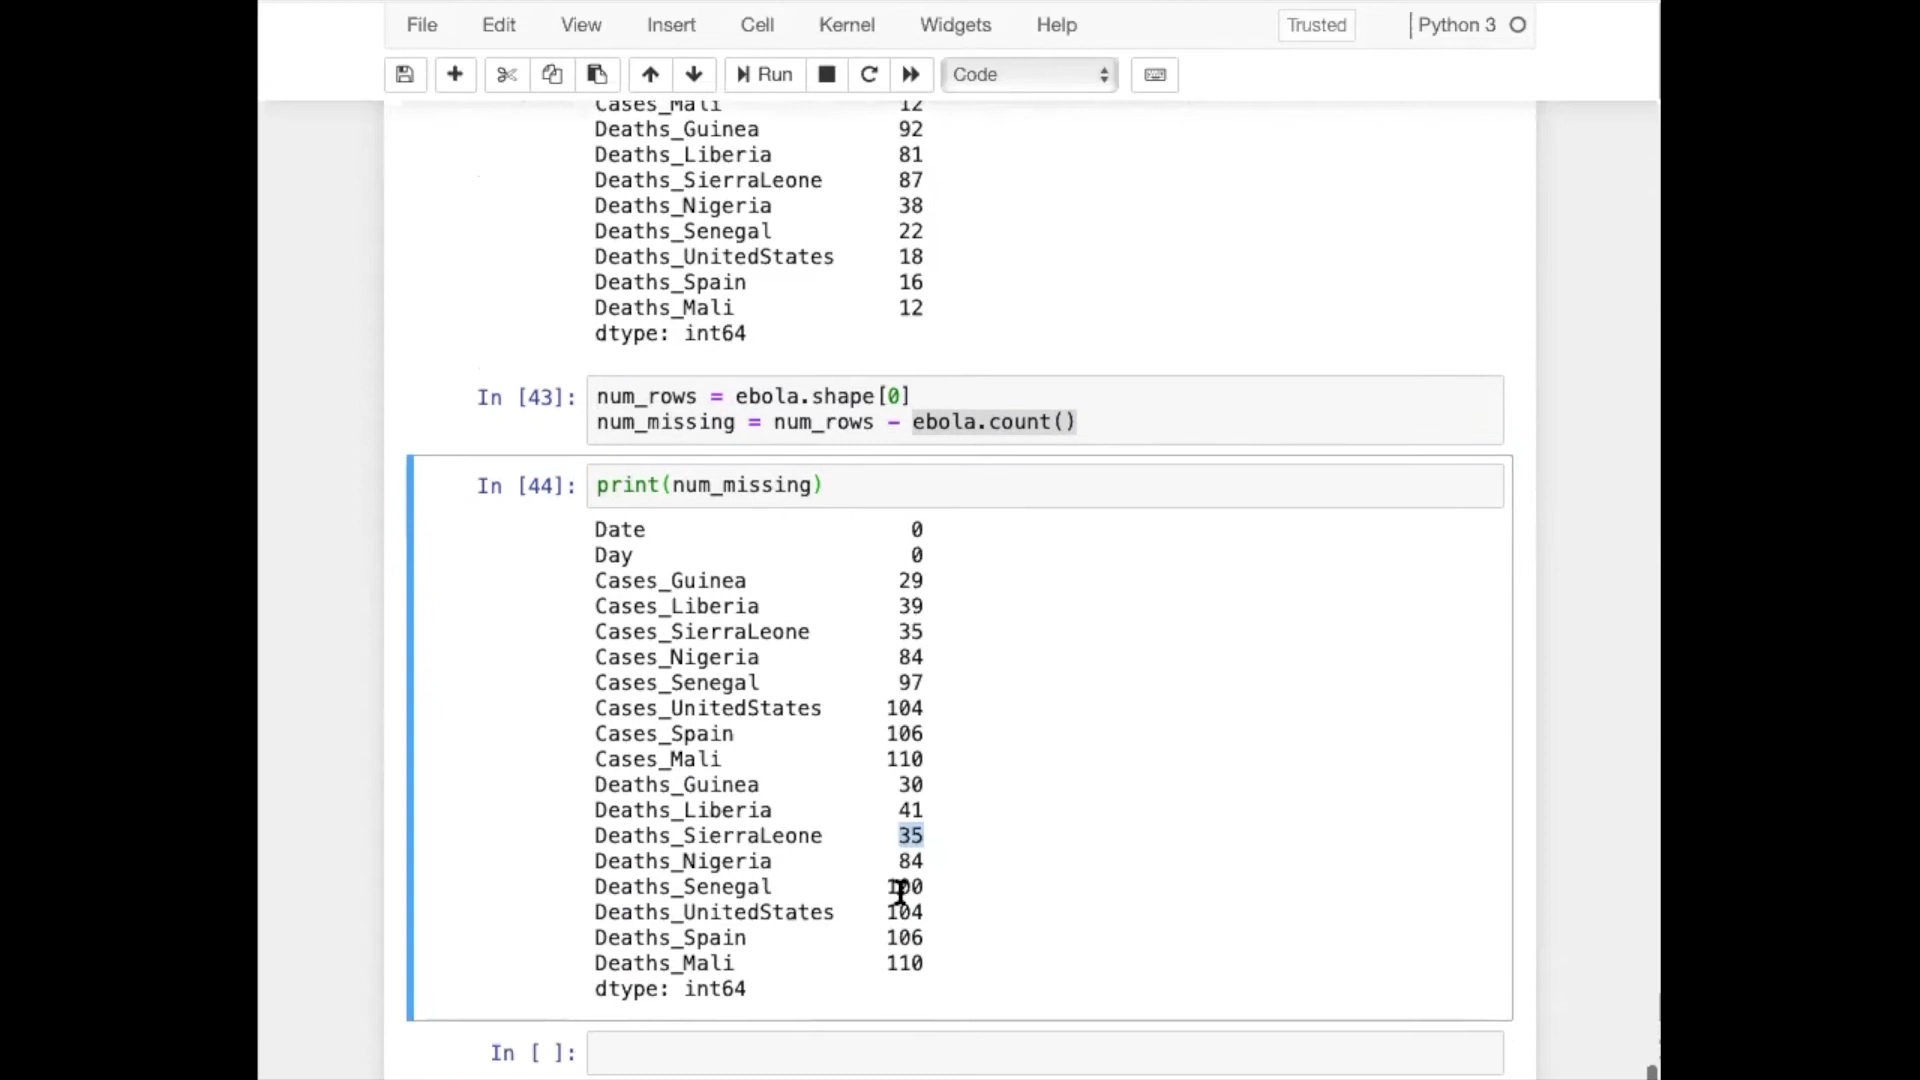 File Edit View Insert Cell Kernel Widgets Help Trusted Python 3
Run Code
Cases_Mali 12
Deaths_Guinea 92
Deaths_Liberia 81
Deaths_SierraLeone 87
Deaths_Nigeria 38
Deaths_Senegal 22
Deaths_UnitedStates 18
Deaths_Spain 16
Deaths_Mali 12
dtype: int64
In [43]: num_rows = ebola.shape[0]
num_missing = num_rows - ebola.count()
In [44]: print(num_missing)
Date 0
Day 0
Cases_Guinea 29
Cases_Liberia 39
Cases_SierraLeone 35
Cases_Nigeria 84
Cases_Senegal 97
Cases_UnitedStates 104
Cases_Spain 106
Cases_Mali 110
Deaths_Guinea 30
Deaths_Liberia 41
Deaths_SierraLeone 35
Deaths_Nigeria 84
Deaths_Senegal 100
Deaths_UnitedStates 104
Deaths_Spain 106
Deaths_Mali 110
dtype: int64
In [ ]: